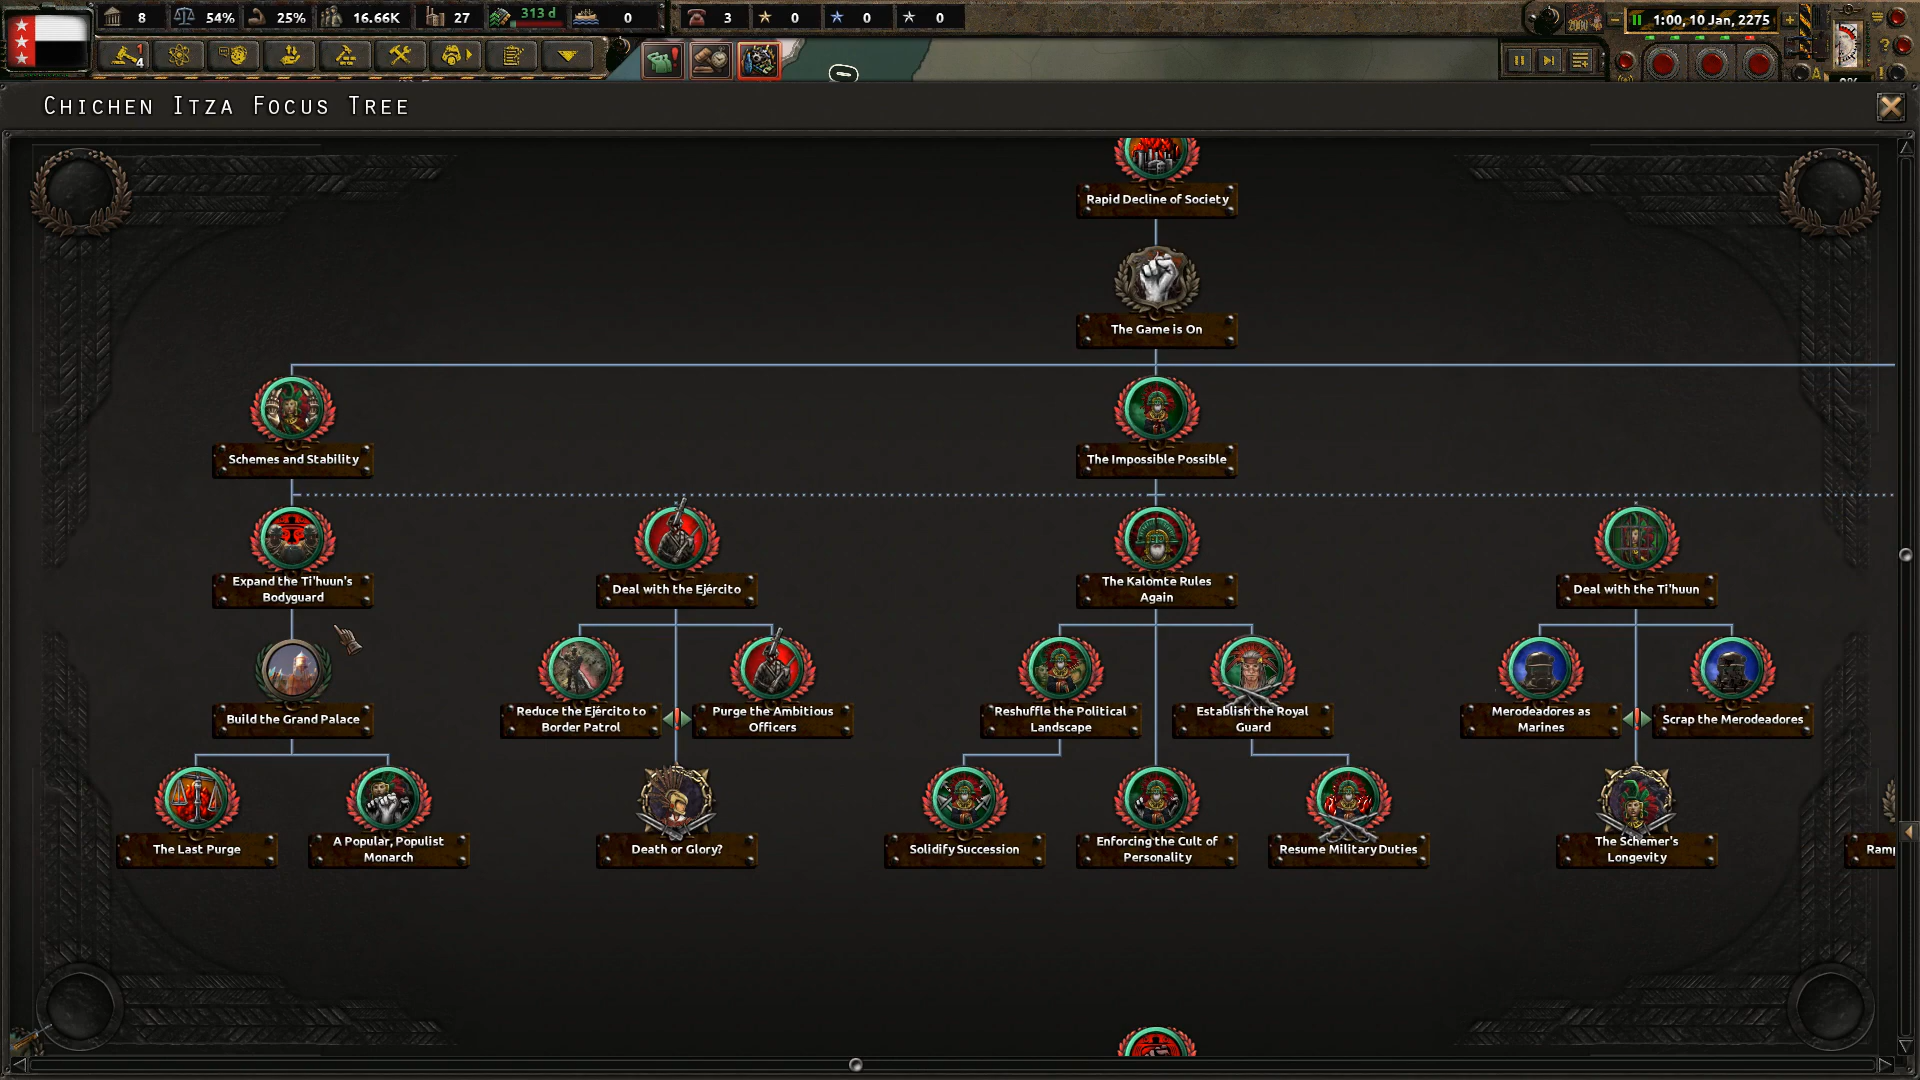 8
54%
25%
16.66K
27
313 d
0
3
0
0
0
1:00, 10 Jan, 2275
4
Chichen Itza Focus Tree
Rapid Decline of Society
The Game is On
Schemes and Stability
The Impossible Possible
Expand the Ti'huun's
Bodyguard
Deal with the Ejército
The Kalomte Rules
Again
Deal with the Ti'huun
Build the Grand Palace
Reduce the Ejército to
Border Patrol
Purge the Ambitious
Officers
Reshuffle the Political
Landscape
Establish the Royal
Guard
Merodeadores as
Marines
Scrap the Merodeadores
The Last Purge
A Popular, Populist
Monarch
Death or Glory?
Solidify Succession
Enforcing the Cult of
Personality
Resume Military Duties
The Schemer's
Longevity